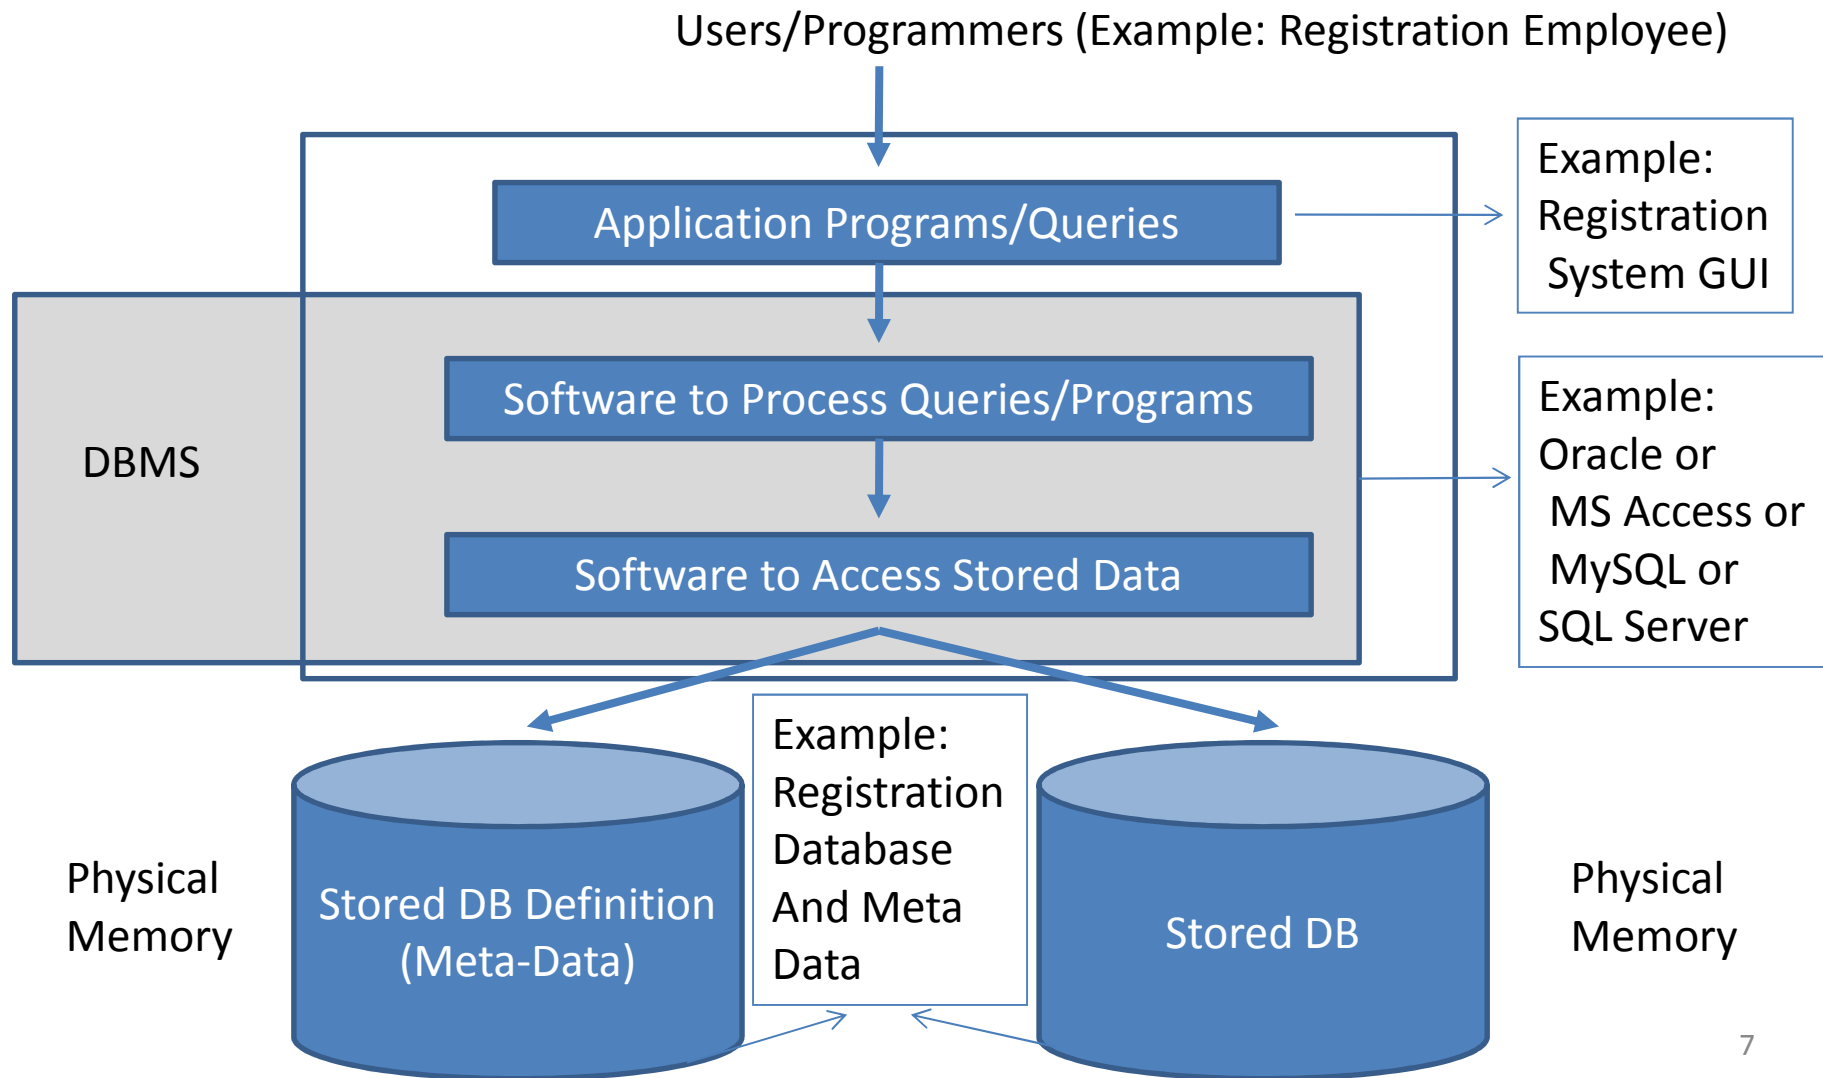 Users/Programmers (Example: Registration Employee)
Application Programs/Queries
Example:
Registration
System GUI
DBMS
Software to Process Queries/Programs
Software to Access Stored Data
Example:
Oracle or
MS Access or
MySQL or
SQL Server
Physical
Memory
Stored DB Definition
(Meta-Data)
Example:
Registration
Database
And Meta
Data
Stored DB
Physical
Memory
7